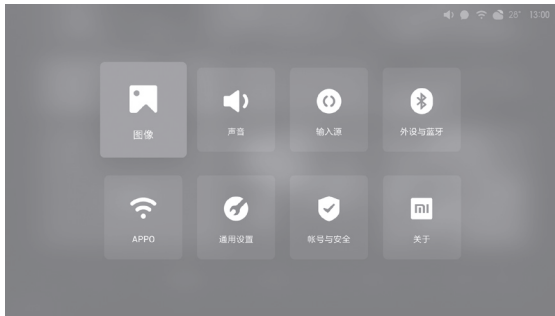 28° 13:00
图像
声音
输入源
外设与蓝牙
APPO
通用设置
帐号与安全
关于